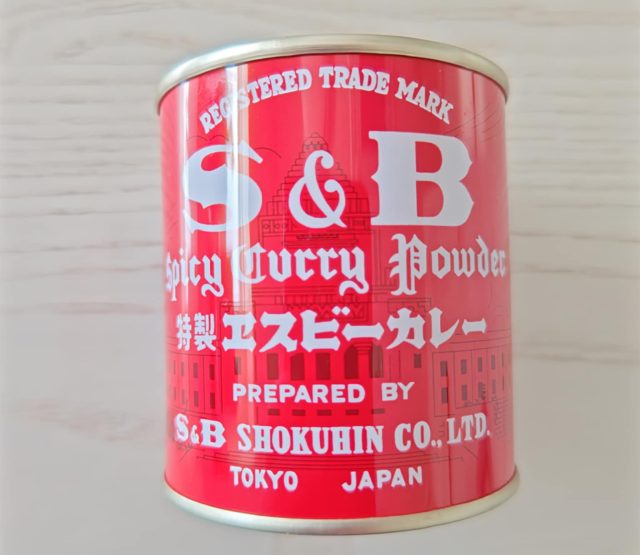 REGISTERED TRADE MARK
S & B
Spicy Curry Powder
特製エスビーカレー
PREPARED BY
S&B SHOKUHIN CO., LTD.
TOKYO JAPAN